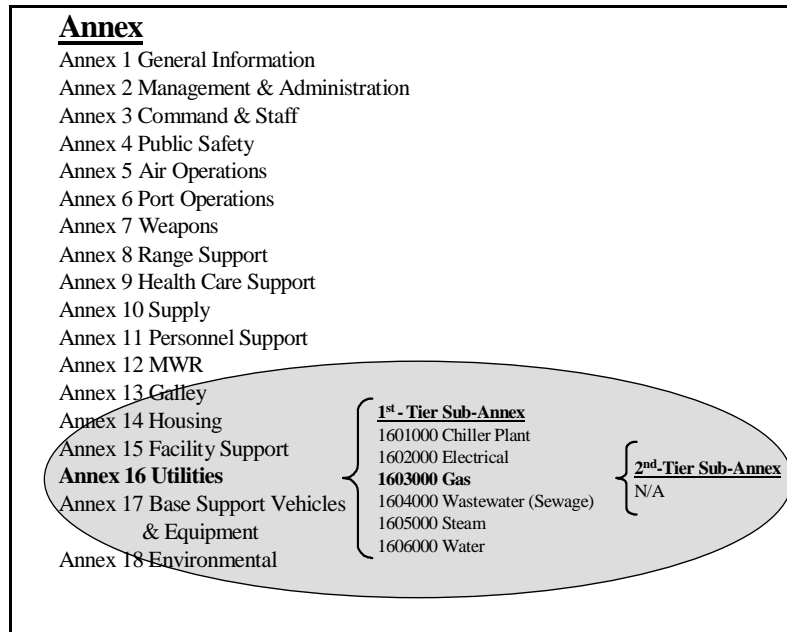 Annex
Annex 1 General Information
Annex 2 Management & Administration
Annex 3 Command & Staff
Annex 4 Public Safety
Annex 5 Air Operations
Annex 6 Port Operations
Annex 7 Weapons
Annex 8 Range Support
Annex 9 Health Care Support
Annex 10 Supply
Annex 11 Personnel Support
Annex 12 MWR
Annex 13 Galley
Annex 14 Housing
Annex 15 Facility Support
Annex 16 Utilities
Annex 17 Base Support Vehicles
& Equipment
Annex 18 Environmental
1st - Tier Sub-Annex
1601000 Chiller Plant
1602000 Electrical
1603000 Gas
1604000 Wastewater (Sewage)
1605000 Steam
1606000 Water
2nd-Tier Sub-Annex
N/A